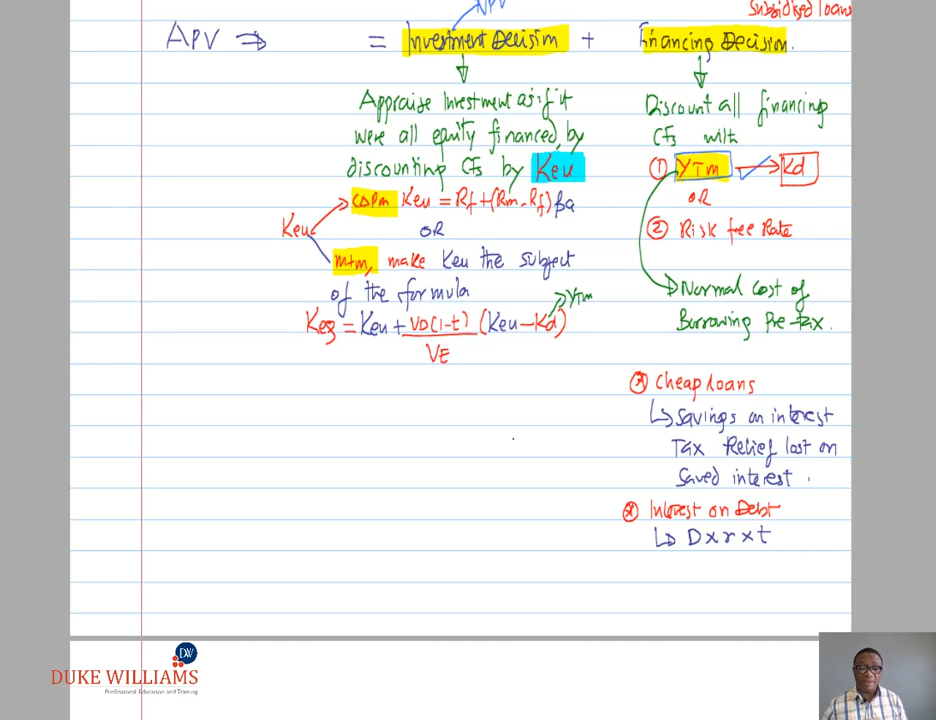 NPV
Subsidised loans
APV ⇒ = Investment Decision + Financing Decision.
Appraise Investment as if it
were all equity financed, by
discounting CFs by Keu
CAPM Keu = Rf + (Rm - Rf) βa
Keu
OR
M+M, make Keu the subject
of the formula
YTM
Keg = Keu + VD(1-t) (Keu - Kd)
VE
Discount all financing
CFs with
① YTM → Kd
OR
② Risk free Rate
Normal cost of
Borrowing Pre-tax.
* Cheap loans
↳ Savings on interest
Tax Relief lost on
Saved interest.
* Interest on Debt
↳ D x r x t
DUKE WILLIAMS
Professional Education and Training